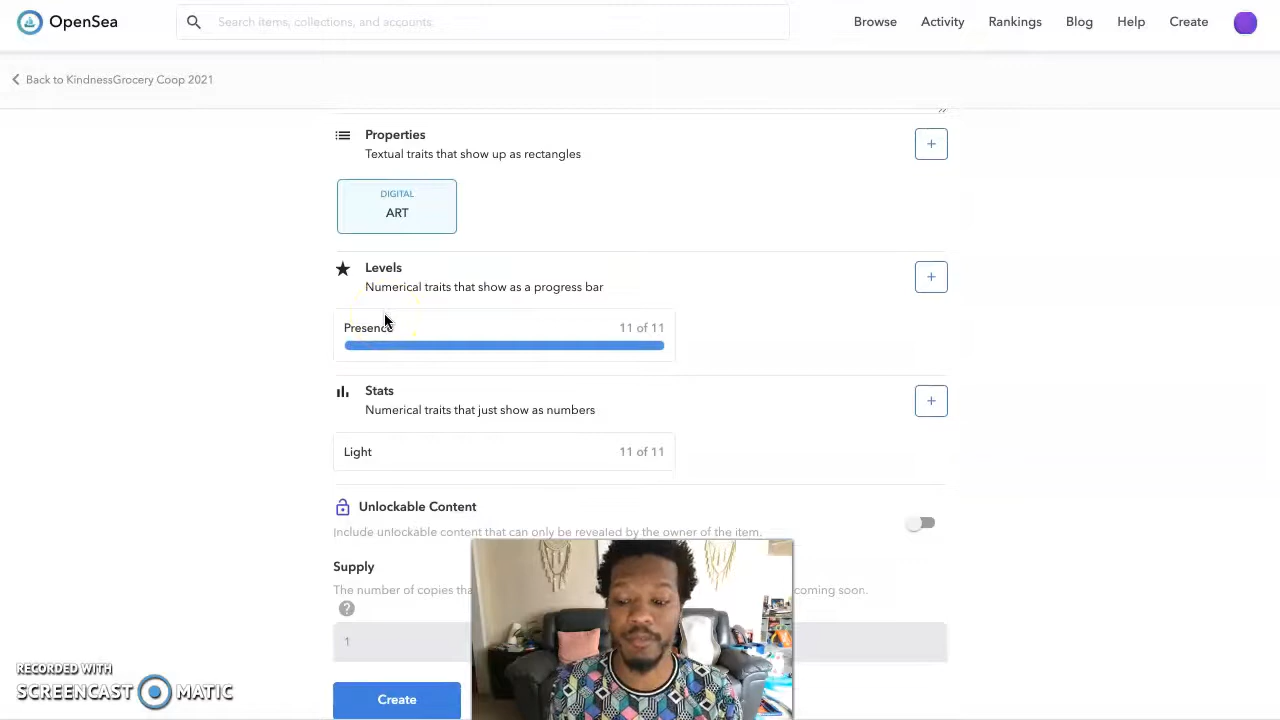 OpenSea
Search items, collections, and accounts
Browse Activity Rankings Blog Help Create
Back to KindnessGrocery Coop 2021
Properties
Textual traits that show up as rectangles
+
DIGITAL
ART
Levels
Numerical traits that show as a progress bar
+
Presence 11 of 11
Stats
Numerical traits that just show as numbers
+
Light 11 of 11
Unlockable Content
Include unlockable content that can only be revealed by the owner of the item.
Supply
The number of copies tha coming soon.
?
1
Create
RECORDED WITH
SCREENCAST MATIC